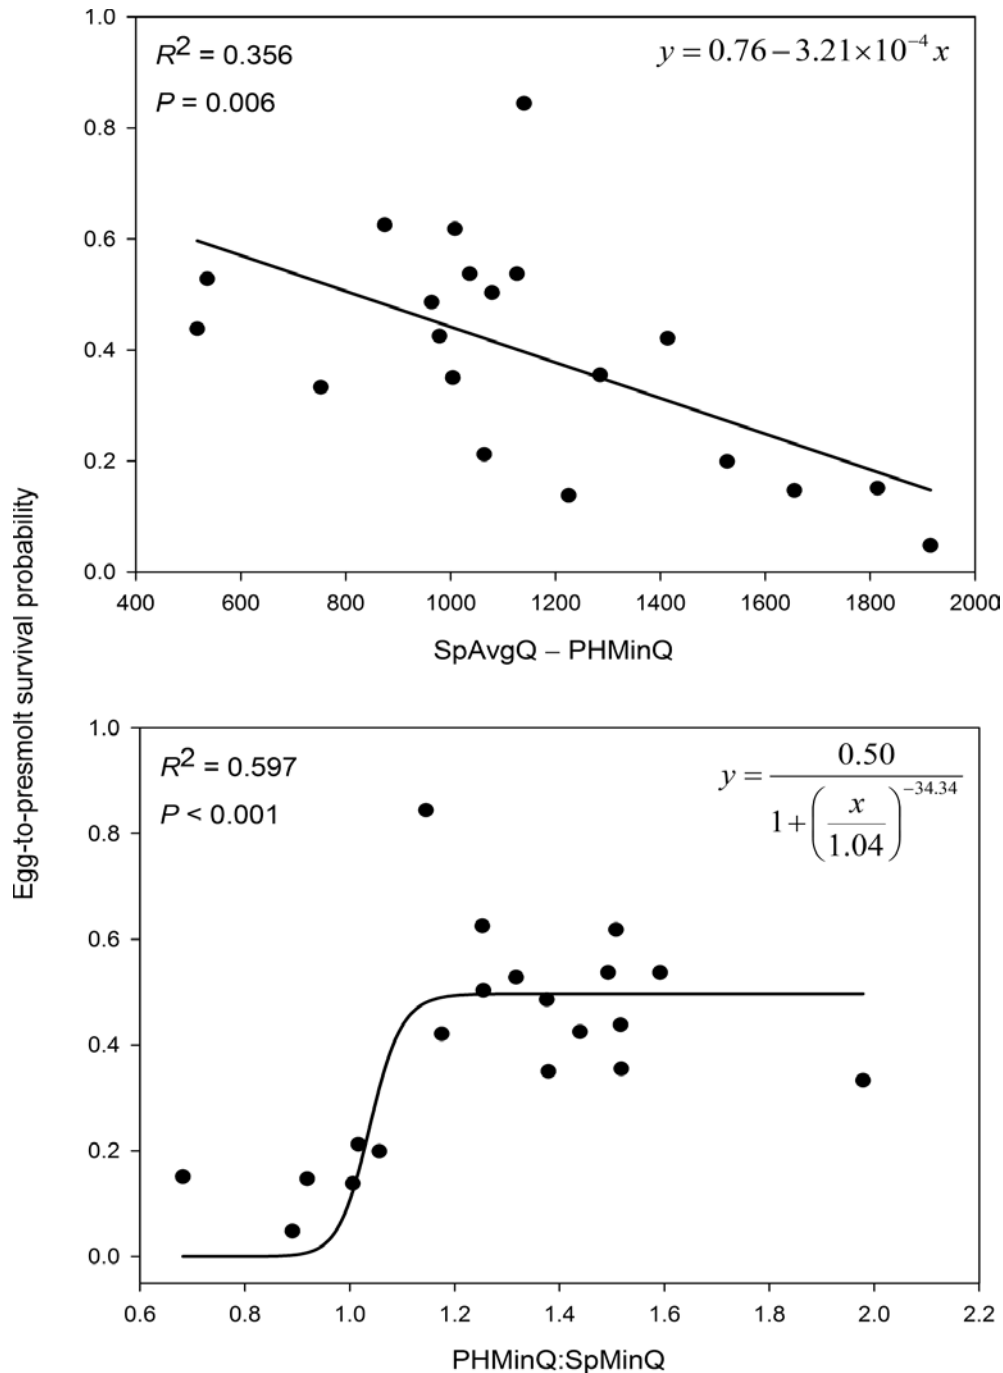 1.0
R² = 0.356
y = 0.76 − 3.21×10⁻⁴ x
P = 0.006
0.8
0.6
0.4
0.2
0.0
400 600 800 1000 1200 1400 1600 1800 2000
SpAvgQ – PHMinQ
Egg-to-presmolt survival probability
1.0
R² = 0.597
y = 0.50 / (1 + (x / 1.04)^−34.34)
P < 0.001
0.8
0.6
0.4
0.2
0.0
0.6 0.8 1.0 1.2 1.4 1.6 1.8 2.0 2.2
PHMinQ:SpMinQ